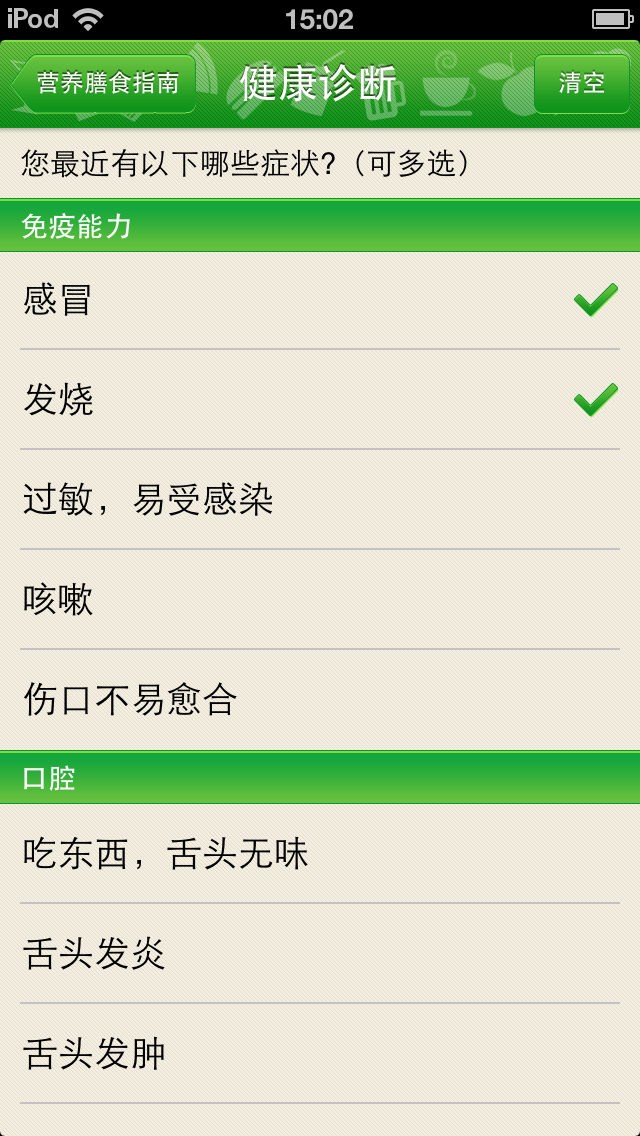 iPod 15:02
营养膳食指南 健康诊断 清空
您最近有以下哪些症状?（可多选）
免疫能力
感冒
发烧
过敏，易受感染
咳嗽
伤口不易愈合
口腔
吃东西，舌头无味
舌头发炎
舌头发肿